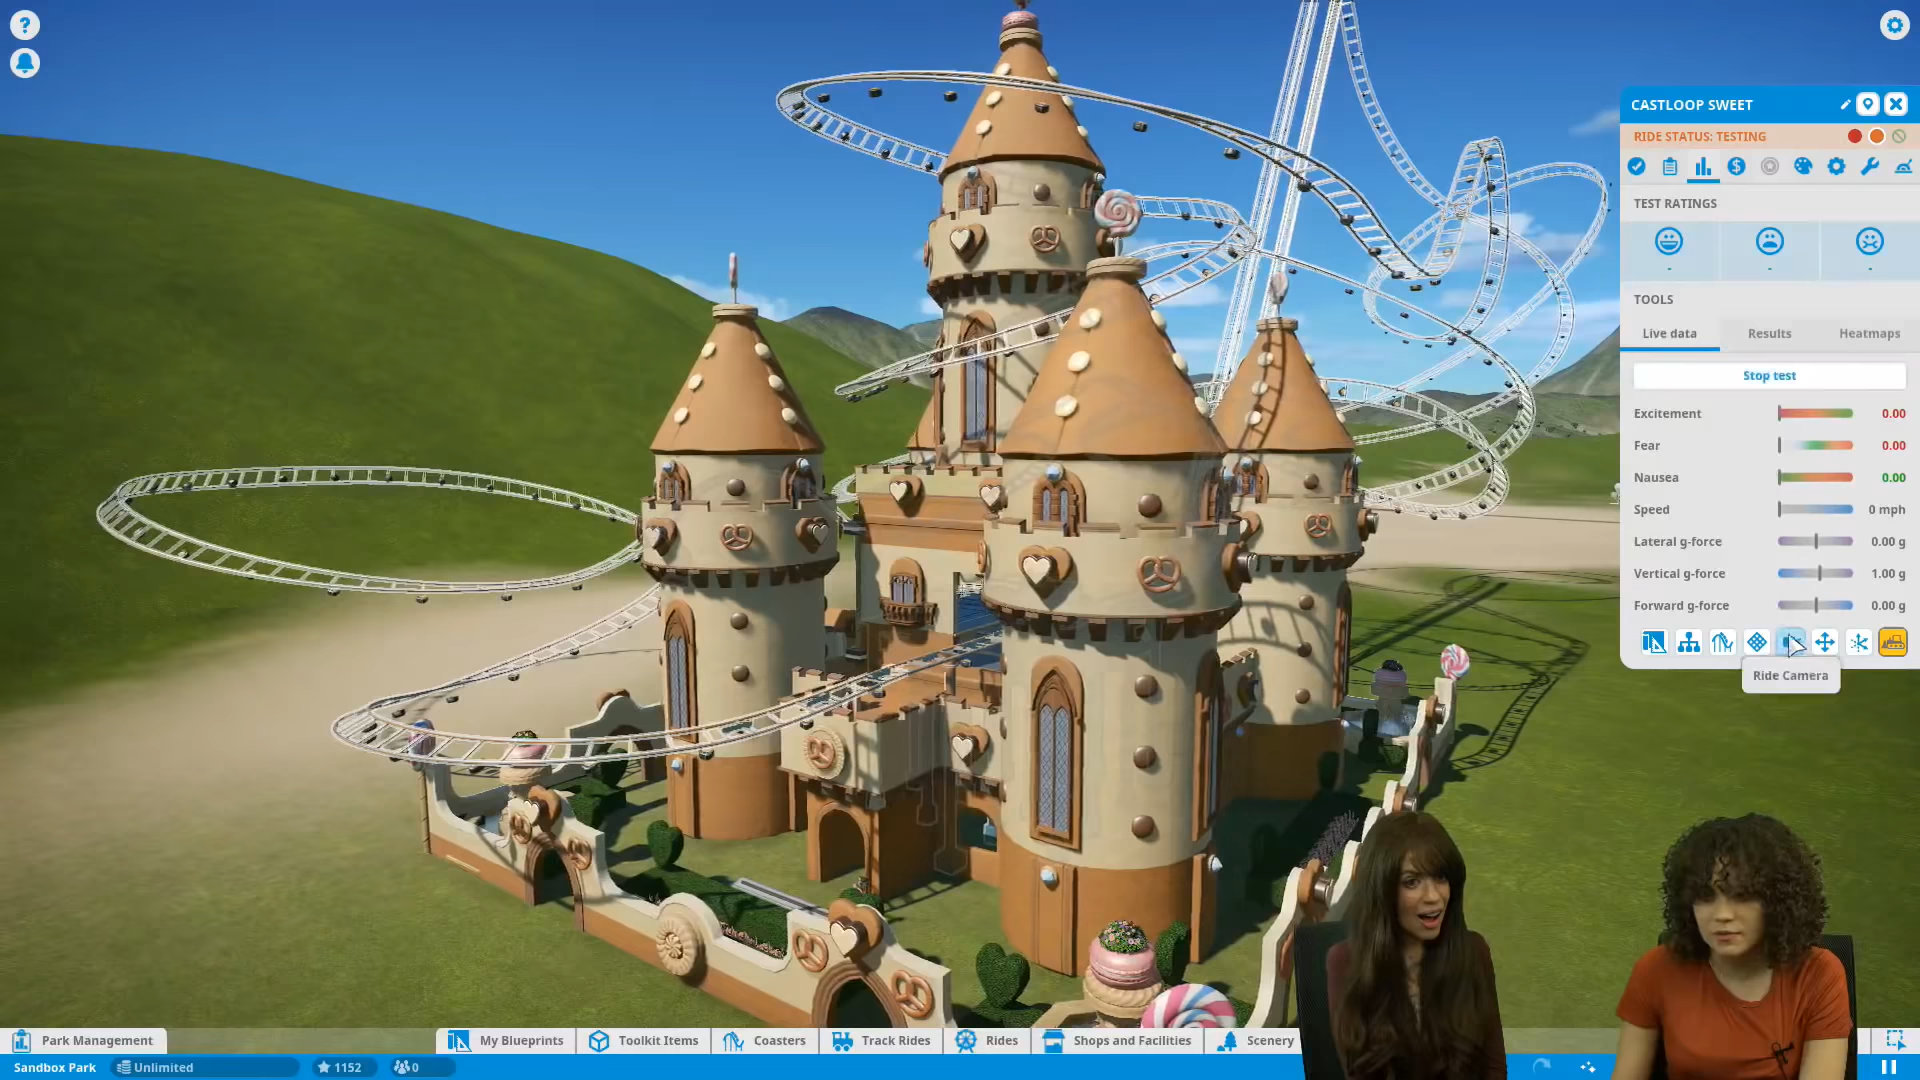 ?
CASTLOOP SWEET
RIDE STATUS: TESTING
TEST RATINGS
- - -
TOOLS
Live data Results Heatmaps
Stop test
Excitement 0.00
Fear 0.00
Nausea 0.00
Speed 0 mph
Lateral g-force 0.00 g
Vertical g-force 1.00 g
Forward g-force 0.00 g
Ride Camera
Park Management My Blueprints Toolkit Items Coasters Track Rides Rides Shops and Facilities Scenery
Sandbox Park Unlimited 1152 0